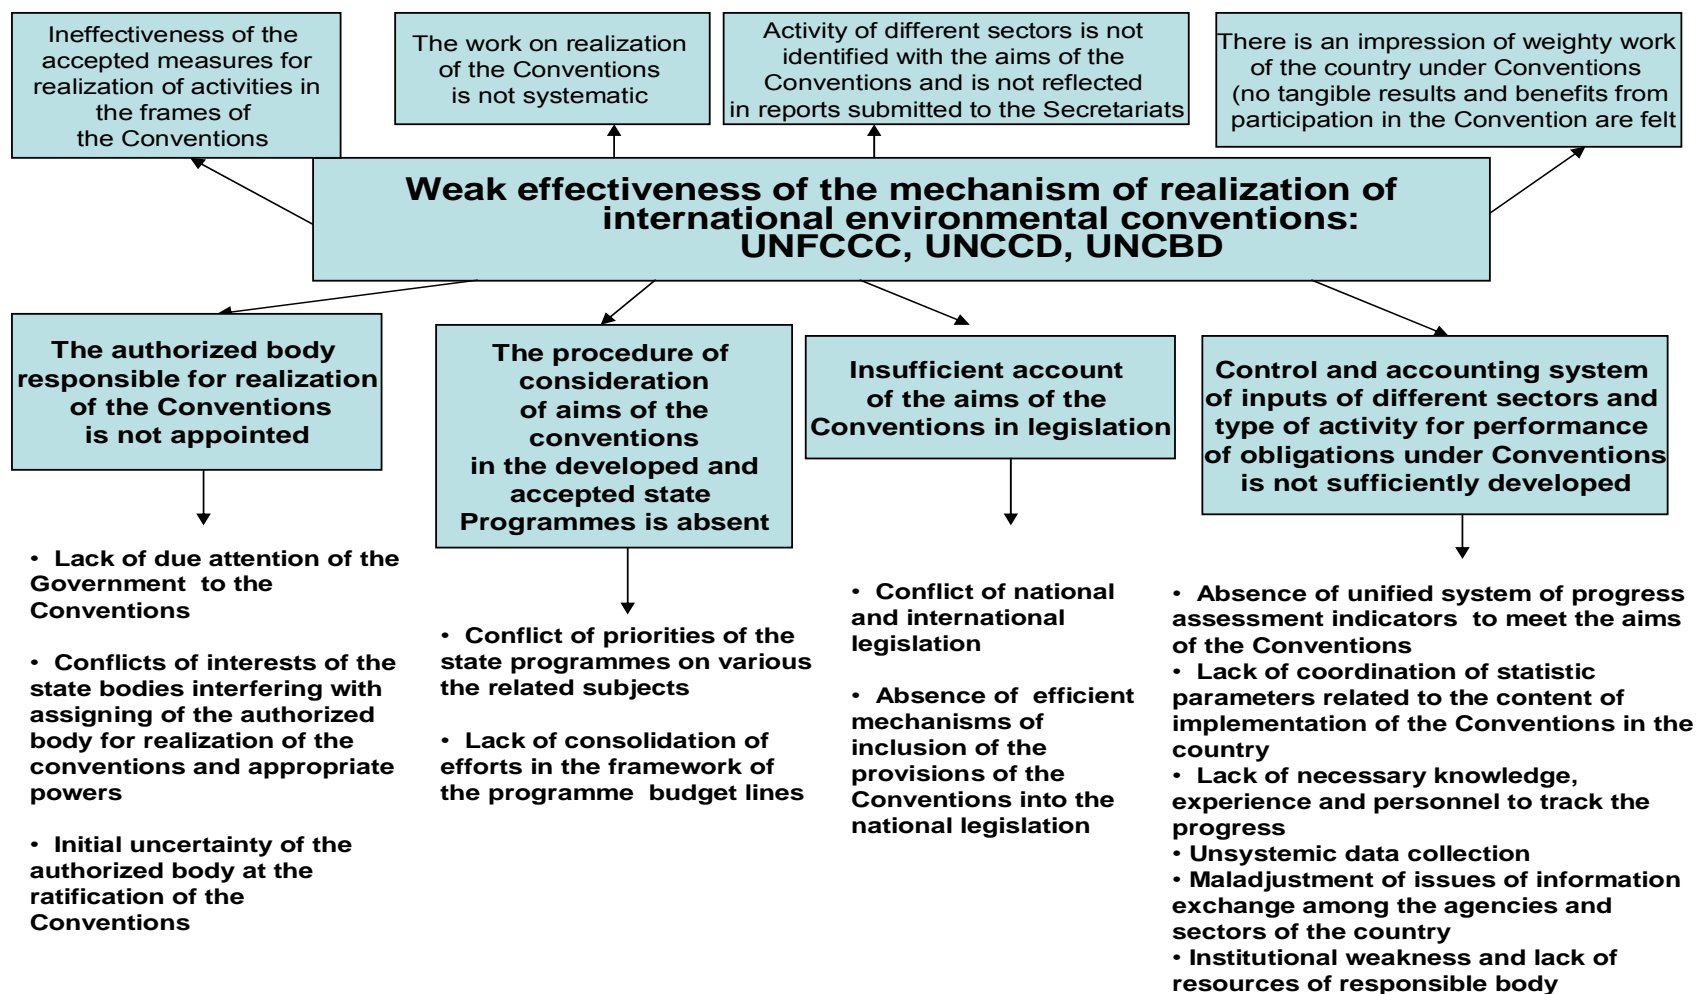 Ineffectiveness of the
accepted measures for
realization of activities in
the frames of
the Conventions
The work on realization
of the Conventions
is not systematic
Activity of different sectors is not
identified with the aims of the
Conventions and is not reflected
in reports submitted to the Secretariats
There is an impression of weighty work
of the country under Conventions
(no tangible results and benefits from
participation in the Convention are felt
Weak effectiveness of the mechanism of realization of
international environmental conventions:
UNFCCC, UNCCD, UNCBD
The authorized body
responsible for realization
of the Conventions
is not appointed
The procedure of
consideration
of aims of the
conventions
in the developed and
accepted state
Programmes is absent
Insufficient account
of the aims of the
Conventions in legislation
Control and accounting system
of inputs of different sectors and
type of activity for performance
of obligations under Conventions
is not sufficiently developed
• Lack of due attention of the
Government to the
Conventions
• Conflicts of interests of the
state bodies interfering with
assigning of the authorized
body for realization of the
conventions and appropriate
powers
• Initial uncertainty of the
authorized body at the
ratification of the
Conventions
• Conflict of priorities of the
state programmes on various
the related subjects
• Lack of consolidation of
efforts in the framework of
the programme budget lines
• Conflict of national
and international
legislation
• Absence of efficient
mechanisms of
inclusion of the
provisions of the
Conventions into the
national legislation
• Absence of unified system of progress
assessment indicators to meet the aims
of the Conventions
• Lack of coordination of statistic
parameters related to the content of
implementation of the Conventions in the
country
• Lack of necessary knowledge,
experience and personnel to track the
progress
• Unsystemic data collection
• Maladjustment of issues of information
exchange among the agencies and
sectors of the country
• Institutional weakness and lack of
resources of responsible body